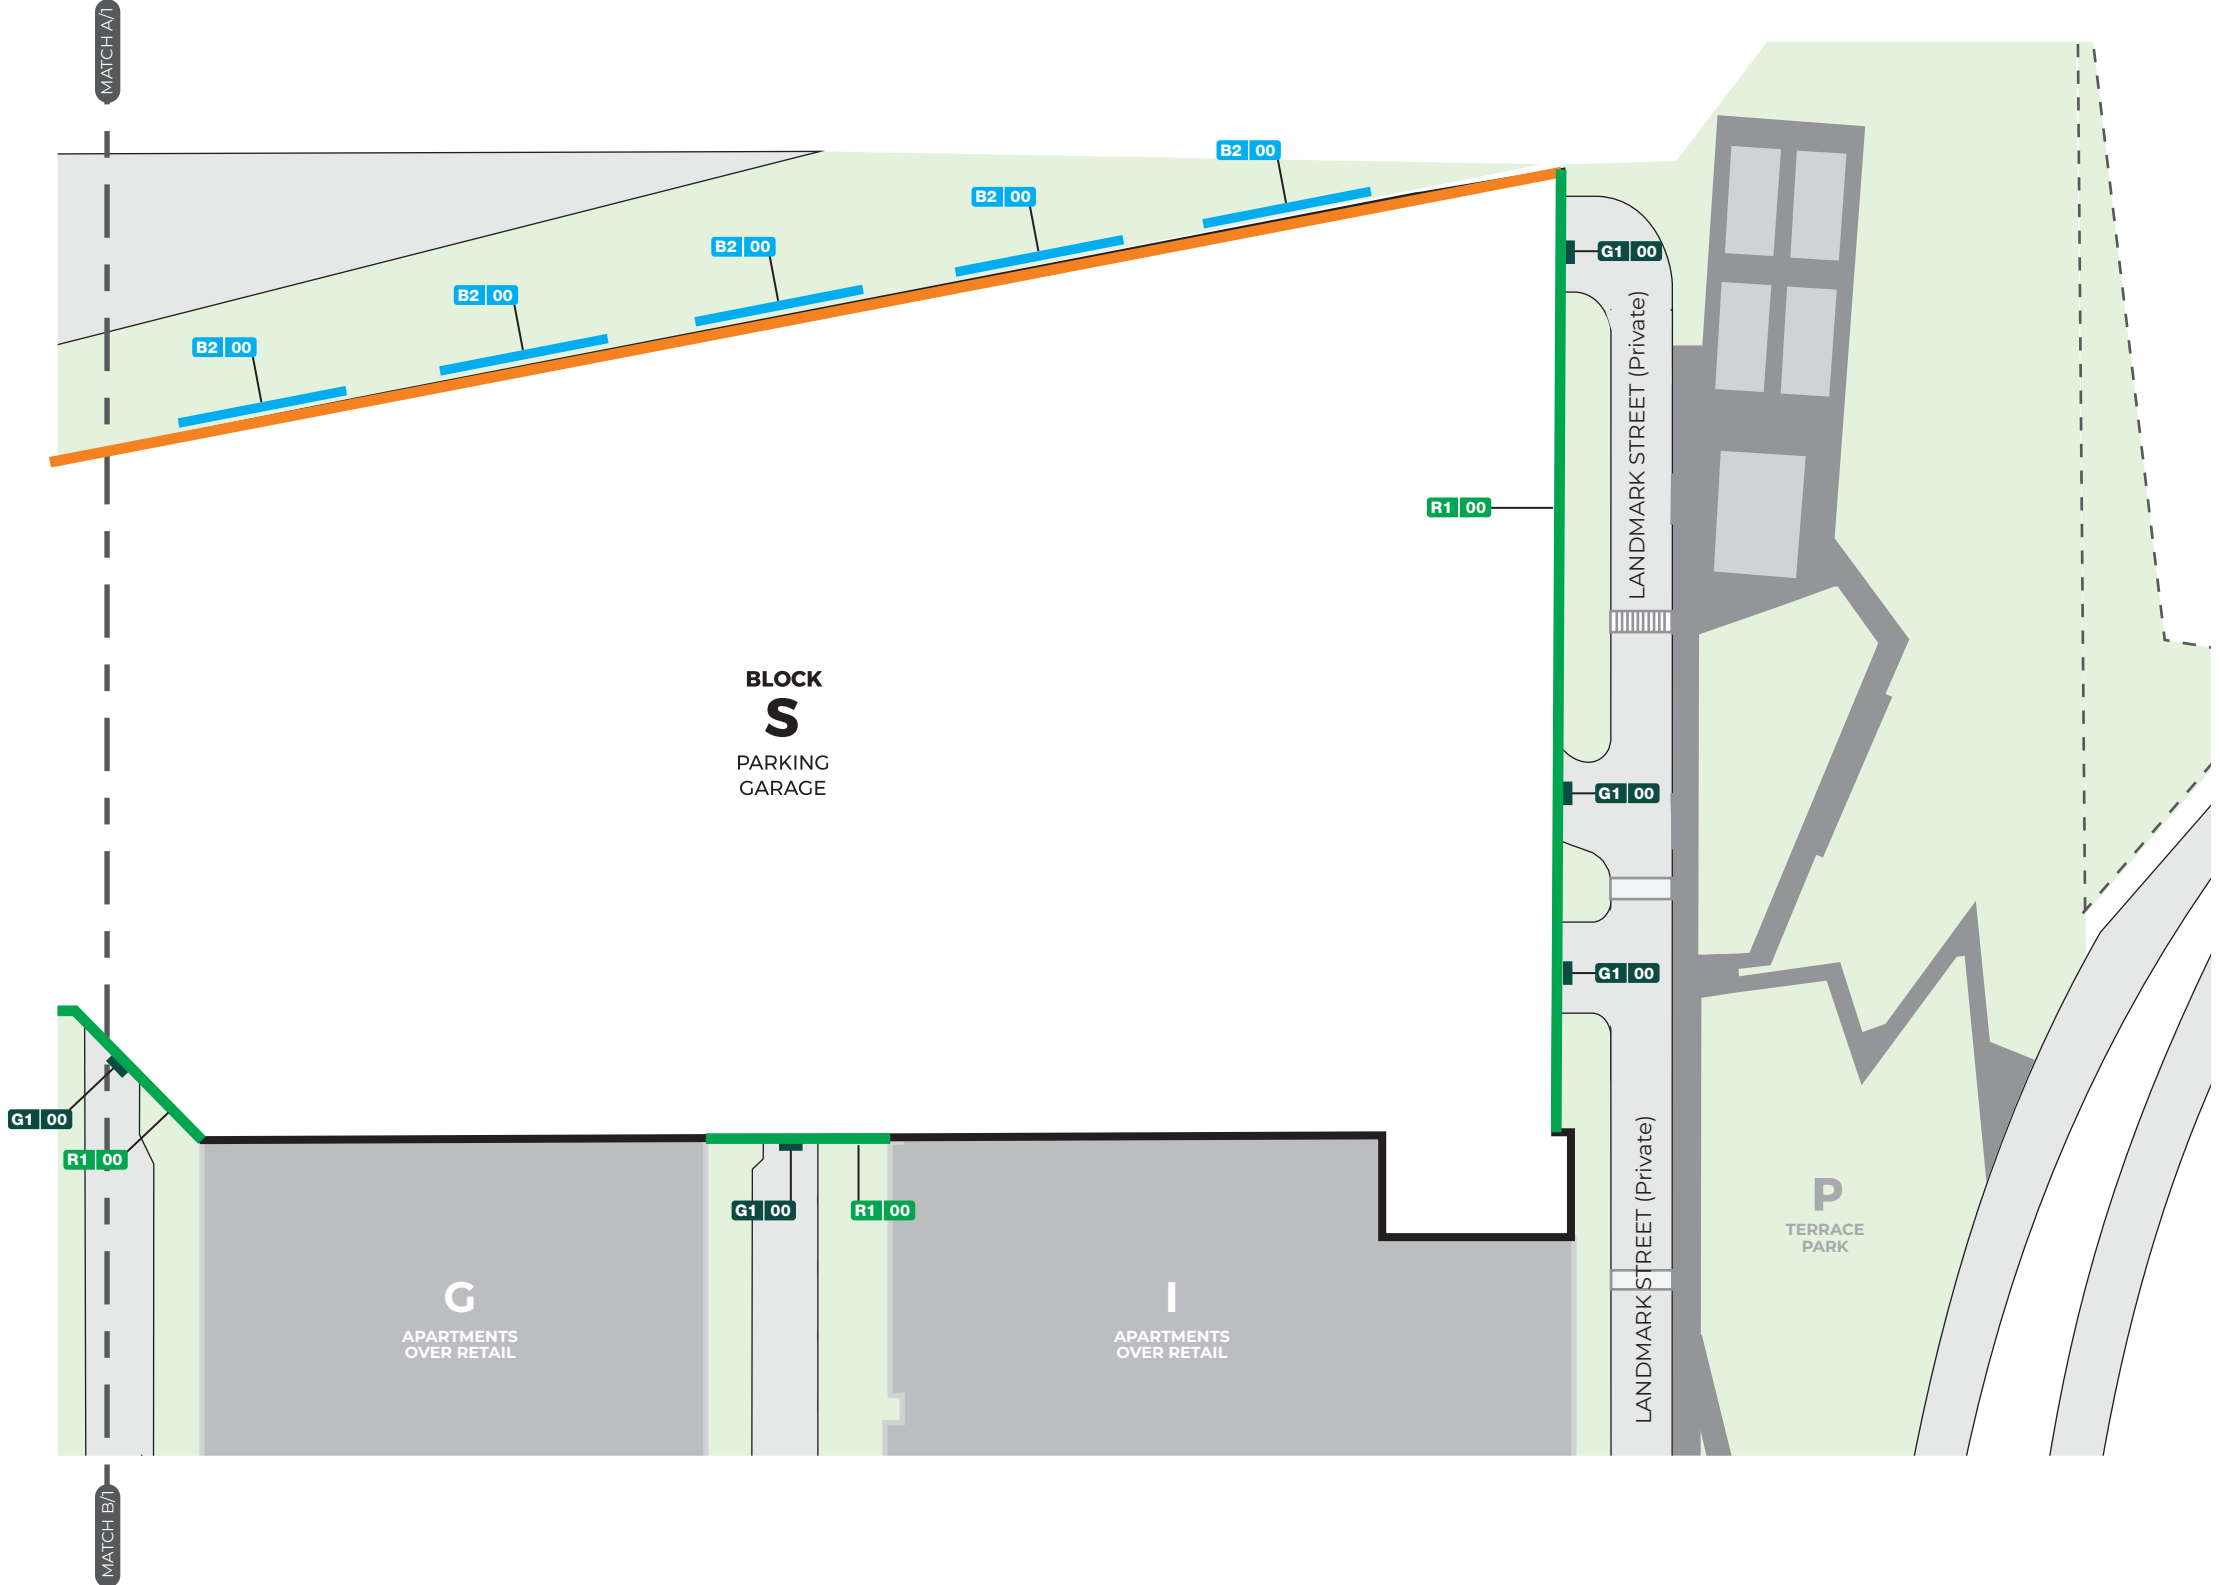 MATCH A/1
B2 00
B2 00
B2 00
B2 00
B2 00
G1 00
LANDMARK STREET (Private)
R1 00
BLOCK
S
PARKING
GARAGE
G1 00
G1 00
G1 00
R1 00
G1 00
R1 00
LANDMARK STREET (Private)
P
TERRACE
PARK
G
APARTMENTS
OVER RETAIL
I
APARTMENTS
OVER RETAIL
MATCH B/1